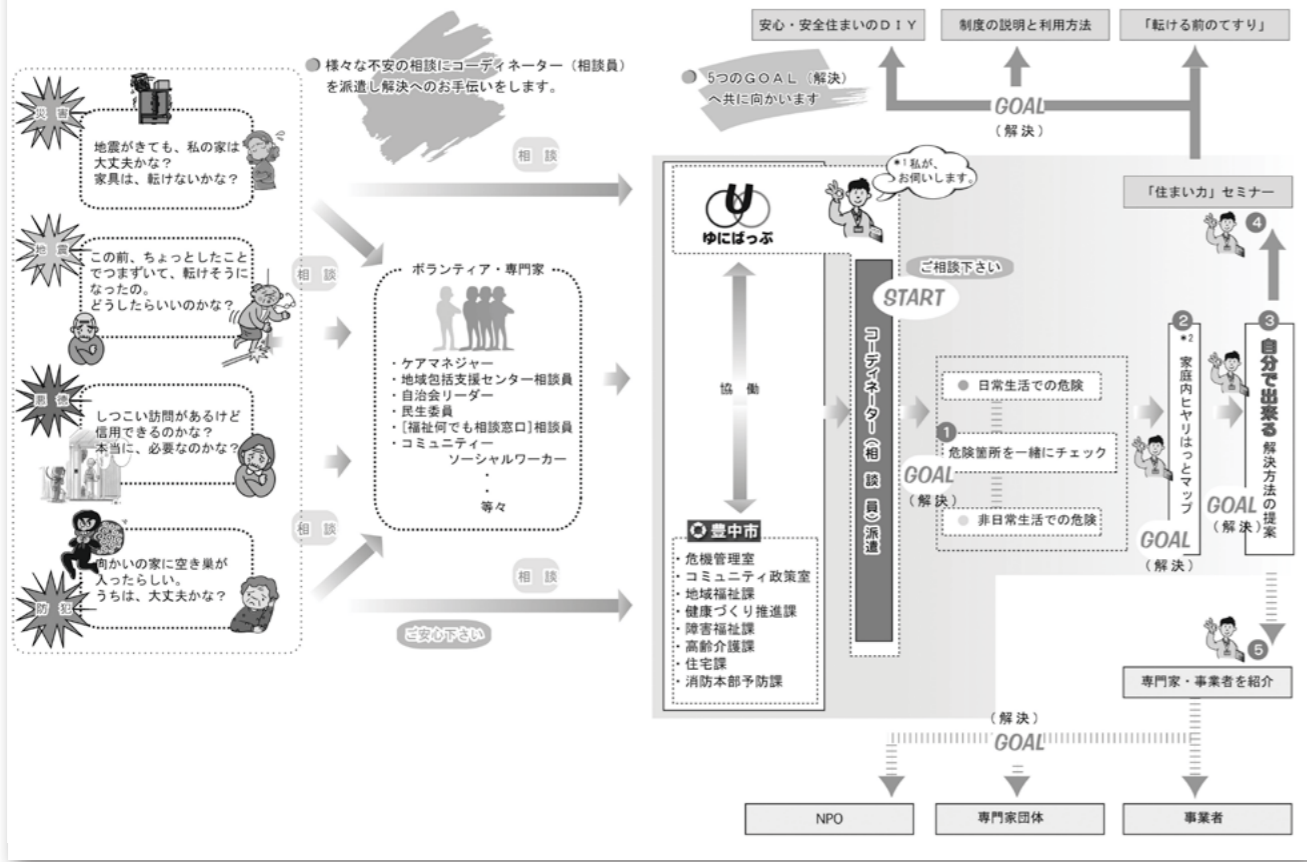 様々な不安の相談にコーディネーター(相談員)
を派遣し解決へのお手伝いをします。
災害
地震がきても、私の家は
大丈夫かな?
家具は、転けないかな?
地震
この前、ちょっとしたこと
でつまずいて、転けそうに
なったの。
どうしたらいいのかな?
悪徳
しつこい訪問があるけど
信用できるのかな?
本当に、必要なのかな?
向かいの家に空き巣が
入ったらしい。
うちは、大丈夫かな?
防犯
相談
相談
相談
相談
ご安心下さい
ボランティア・専門家
・ケアマネジャー
・地域包括支援センター相談員
・自治会リーダー
・民生委員
・[福祉何でも相談窓口]相談員
・コミュニティー
ソーシャルワーカー
・
・
等々
5つのGOAL(解決)
へ共に向かいます
安心・安全住まいのDIY
制度の説明と利用方法
「転ける前のてすり」
GOAL
(解決)
*1私が、
お伺いします。
U
ゆにばっぷ
協働
豊中市
・危機管理室
・コミュニティ政策室
・地域福祉課
・健康づくり推進課
・障害福祉課
・高齢介護課
・住宅課
・消防本部予防課
ご相談下さい
START
コーディネーター(相談員)派遣
1
GOAL
(解決)
日常生活での危険
危険箇所を一緒にチェック
非日常生活での危険
2
*2
家庭内ヒヤリはっとマップ
GOAL
(解決)
3
自分で出来る解決方法の提案
GOAL
(解決)
「住まい力」セミナー
4
5
専門家・事業者を紹介
(解決)
GOAL
NPO
専門家団体
事業者